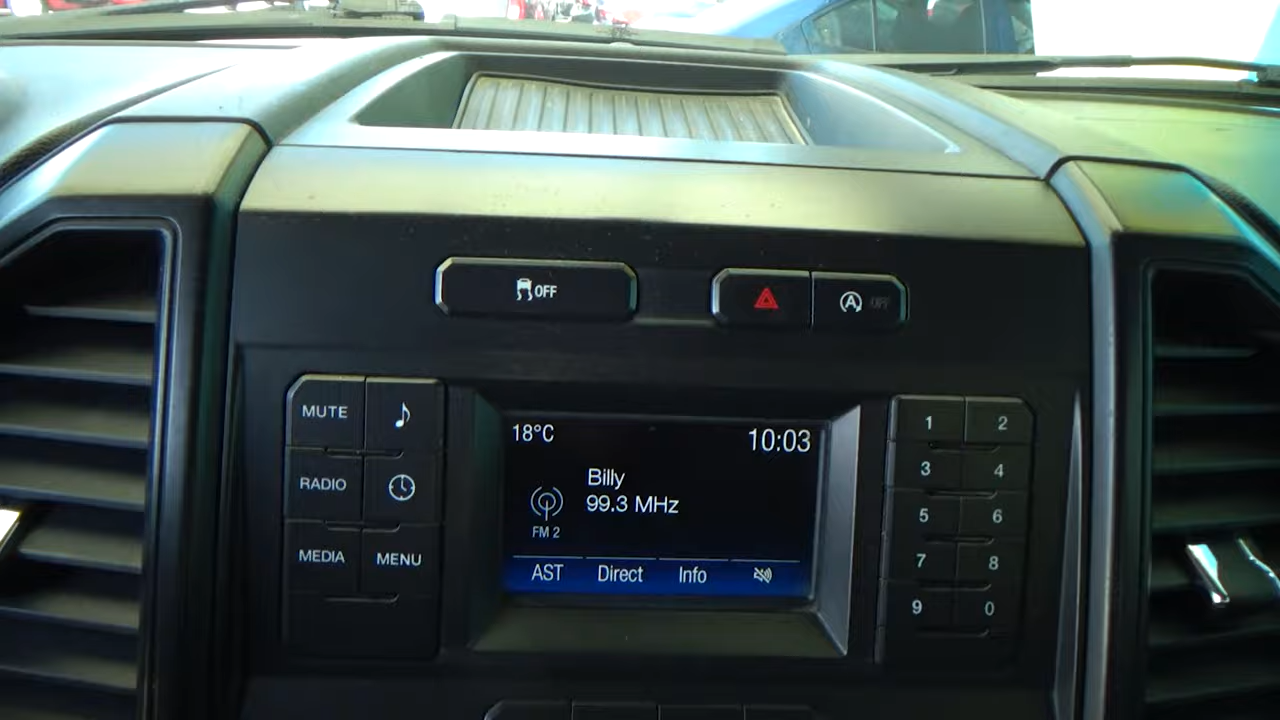 OFF
A OFF
MUTE
RADIO
MEDIA MENU
18°C 10:03
Billy
99.3 MHz
FM 2
AST Direct Info
1 2
3 4
5 6
7 8
9 0